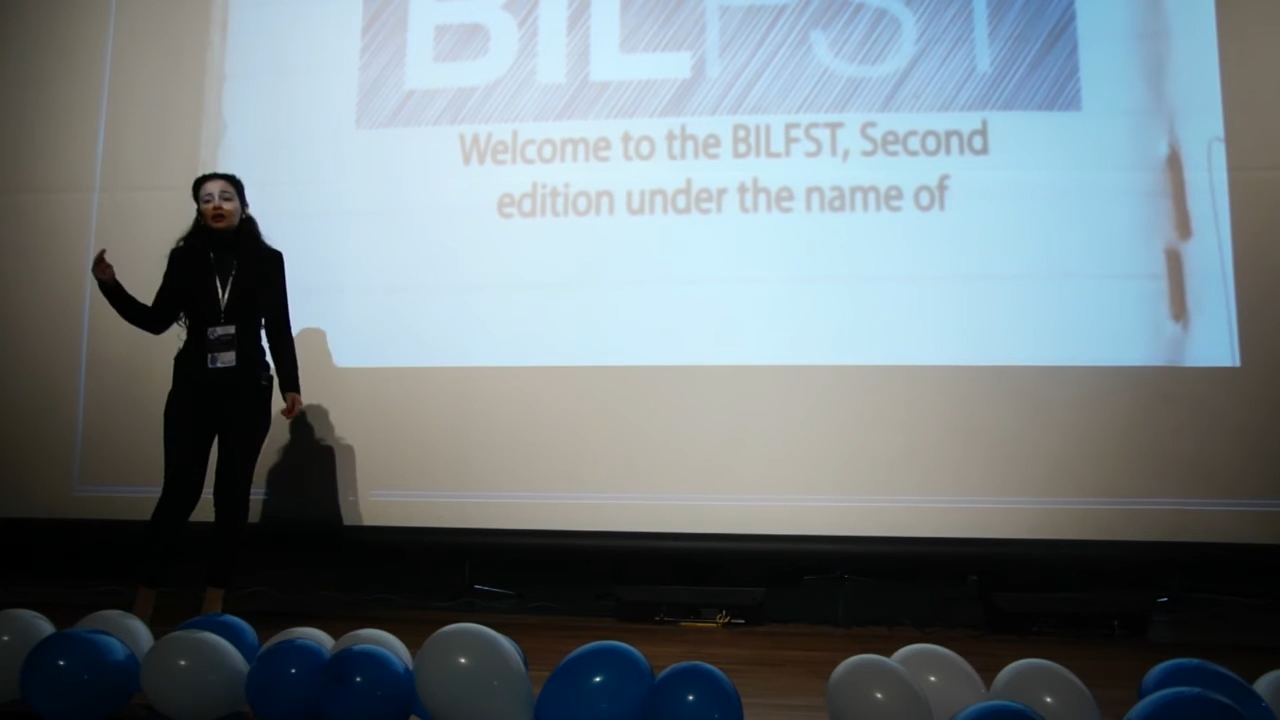 BILFST
Welcome to the BILFST, Second
edition under the name of